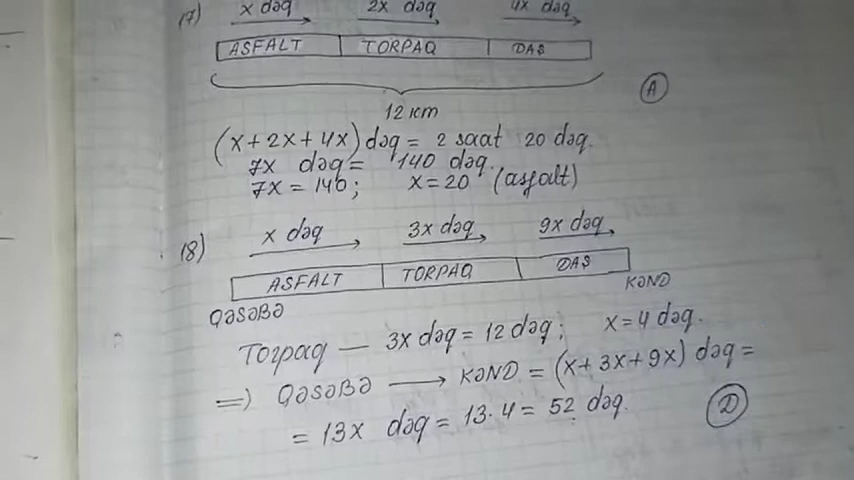 17) x dəq 2x dəq 4x dəq
ASFALT TORPAQ DAŞ
12 km
A
(x+2x+4x) dəq = 2 saat 20 dəq.
7x dəq = 140 dəq.
7x = 140; x=20 (asfalt)
18) x dəq 3x dəq 9x dəq
ASFALT TORPAQ DAŞ
QƏSƏBƏ KƏND
Torpaq — 3x dəq = 12 dəq; x=4 dəq.
=> QƏSƏBƏ → KƏND = (x+3x+9x) dəq =
= 13x dəq = 13·4 = 52 dəq.
D